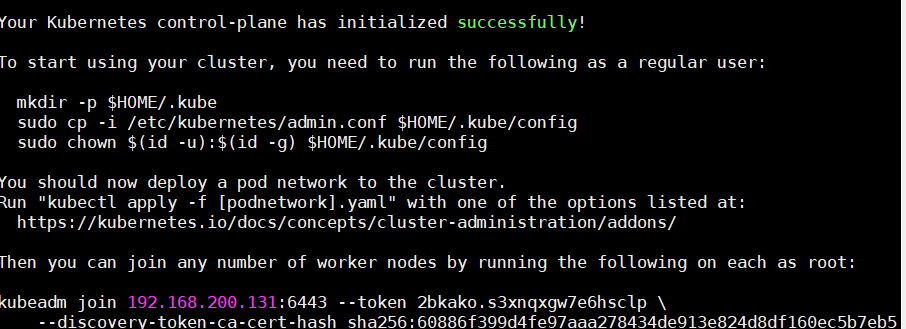 Your Kubernetes control-plane has initialized successfully!
To start using your cluster, you need to run the following as a regular user:
mkdir -p $HOME/.kube
sudo cp -i /etc/kubernetes/admin.conf $HOME/.kube/config
sudo chown $(id -u):$(id -g) $HOME/.kube/config
You should now deploy a pod network to the cluster.
Run "kubectl apply -f [podnetwork].yaml" with one of the options listed at:
https://kubernetes.io/docs/concepts/cluster-administration/addons/
Then you can join any number of worker nodes by running the following on each as root:
kubeadm join 192.168.200.131:6443 --token 2bkako.s3xnqxgw7e6hsclp \
--discovery-token-ca-cert-hash sha256:60886f399d4fe97aaa278434de913e824d8df160ec5b7eb5